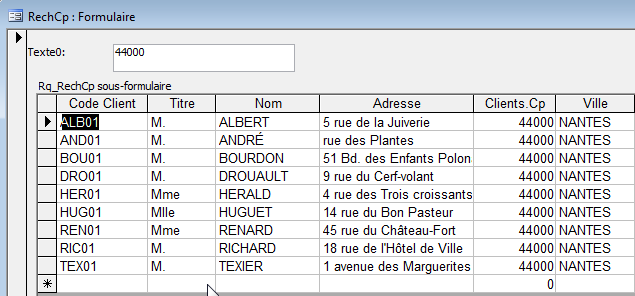 RechCp : Formulaire
Texte0: 44000
Rq_RechCp sous-formulaire
Code Client Titre Nom Adresse Clients.Cp Ville
ALB01 M. ALBERT 5 rue de la Juiverie 44000 NANTES
AND01 M. ANDRÉ rue des Plantes 44000 NANTES
BOU01 M. BOURDON 51 Bd. des Enfants Polon 44000 NANTES
DRO01 M. DROUAULT 9 rue du Cerf-volant 44000 NANTES
HER01 Mme HERALD 4 rue des Trois croissants 44000 NANTES
HUG01 Mlle HUGUET 14 rue du Bon Pasteur 44000 NANTES
REN01 Mme RENARD 45 rue du Château-Fort 44000 NANTES
RIC01 M. RICHARD 18 rue de l'Hôtel de Ville 44000 NANTES
TEX01 M. TEXIER 1 avenue des Marguerites 44000 NANTES
0